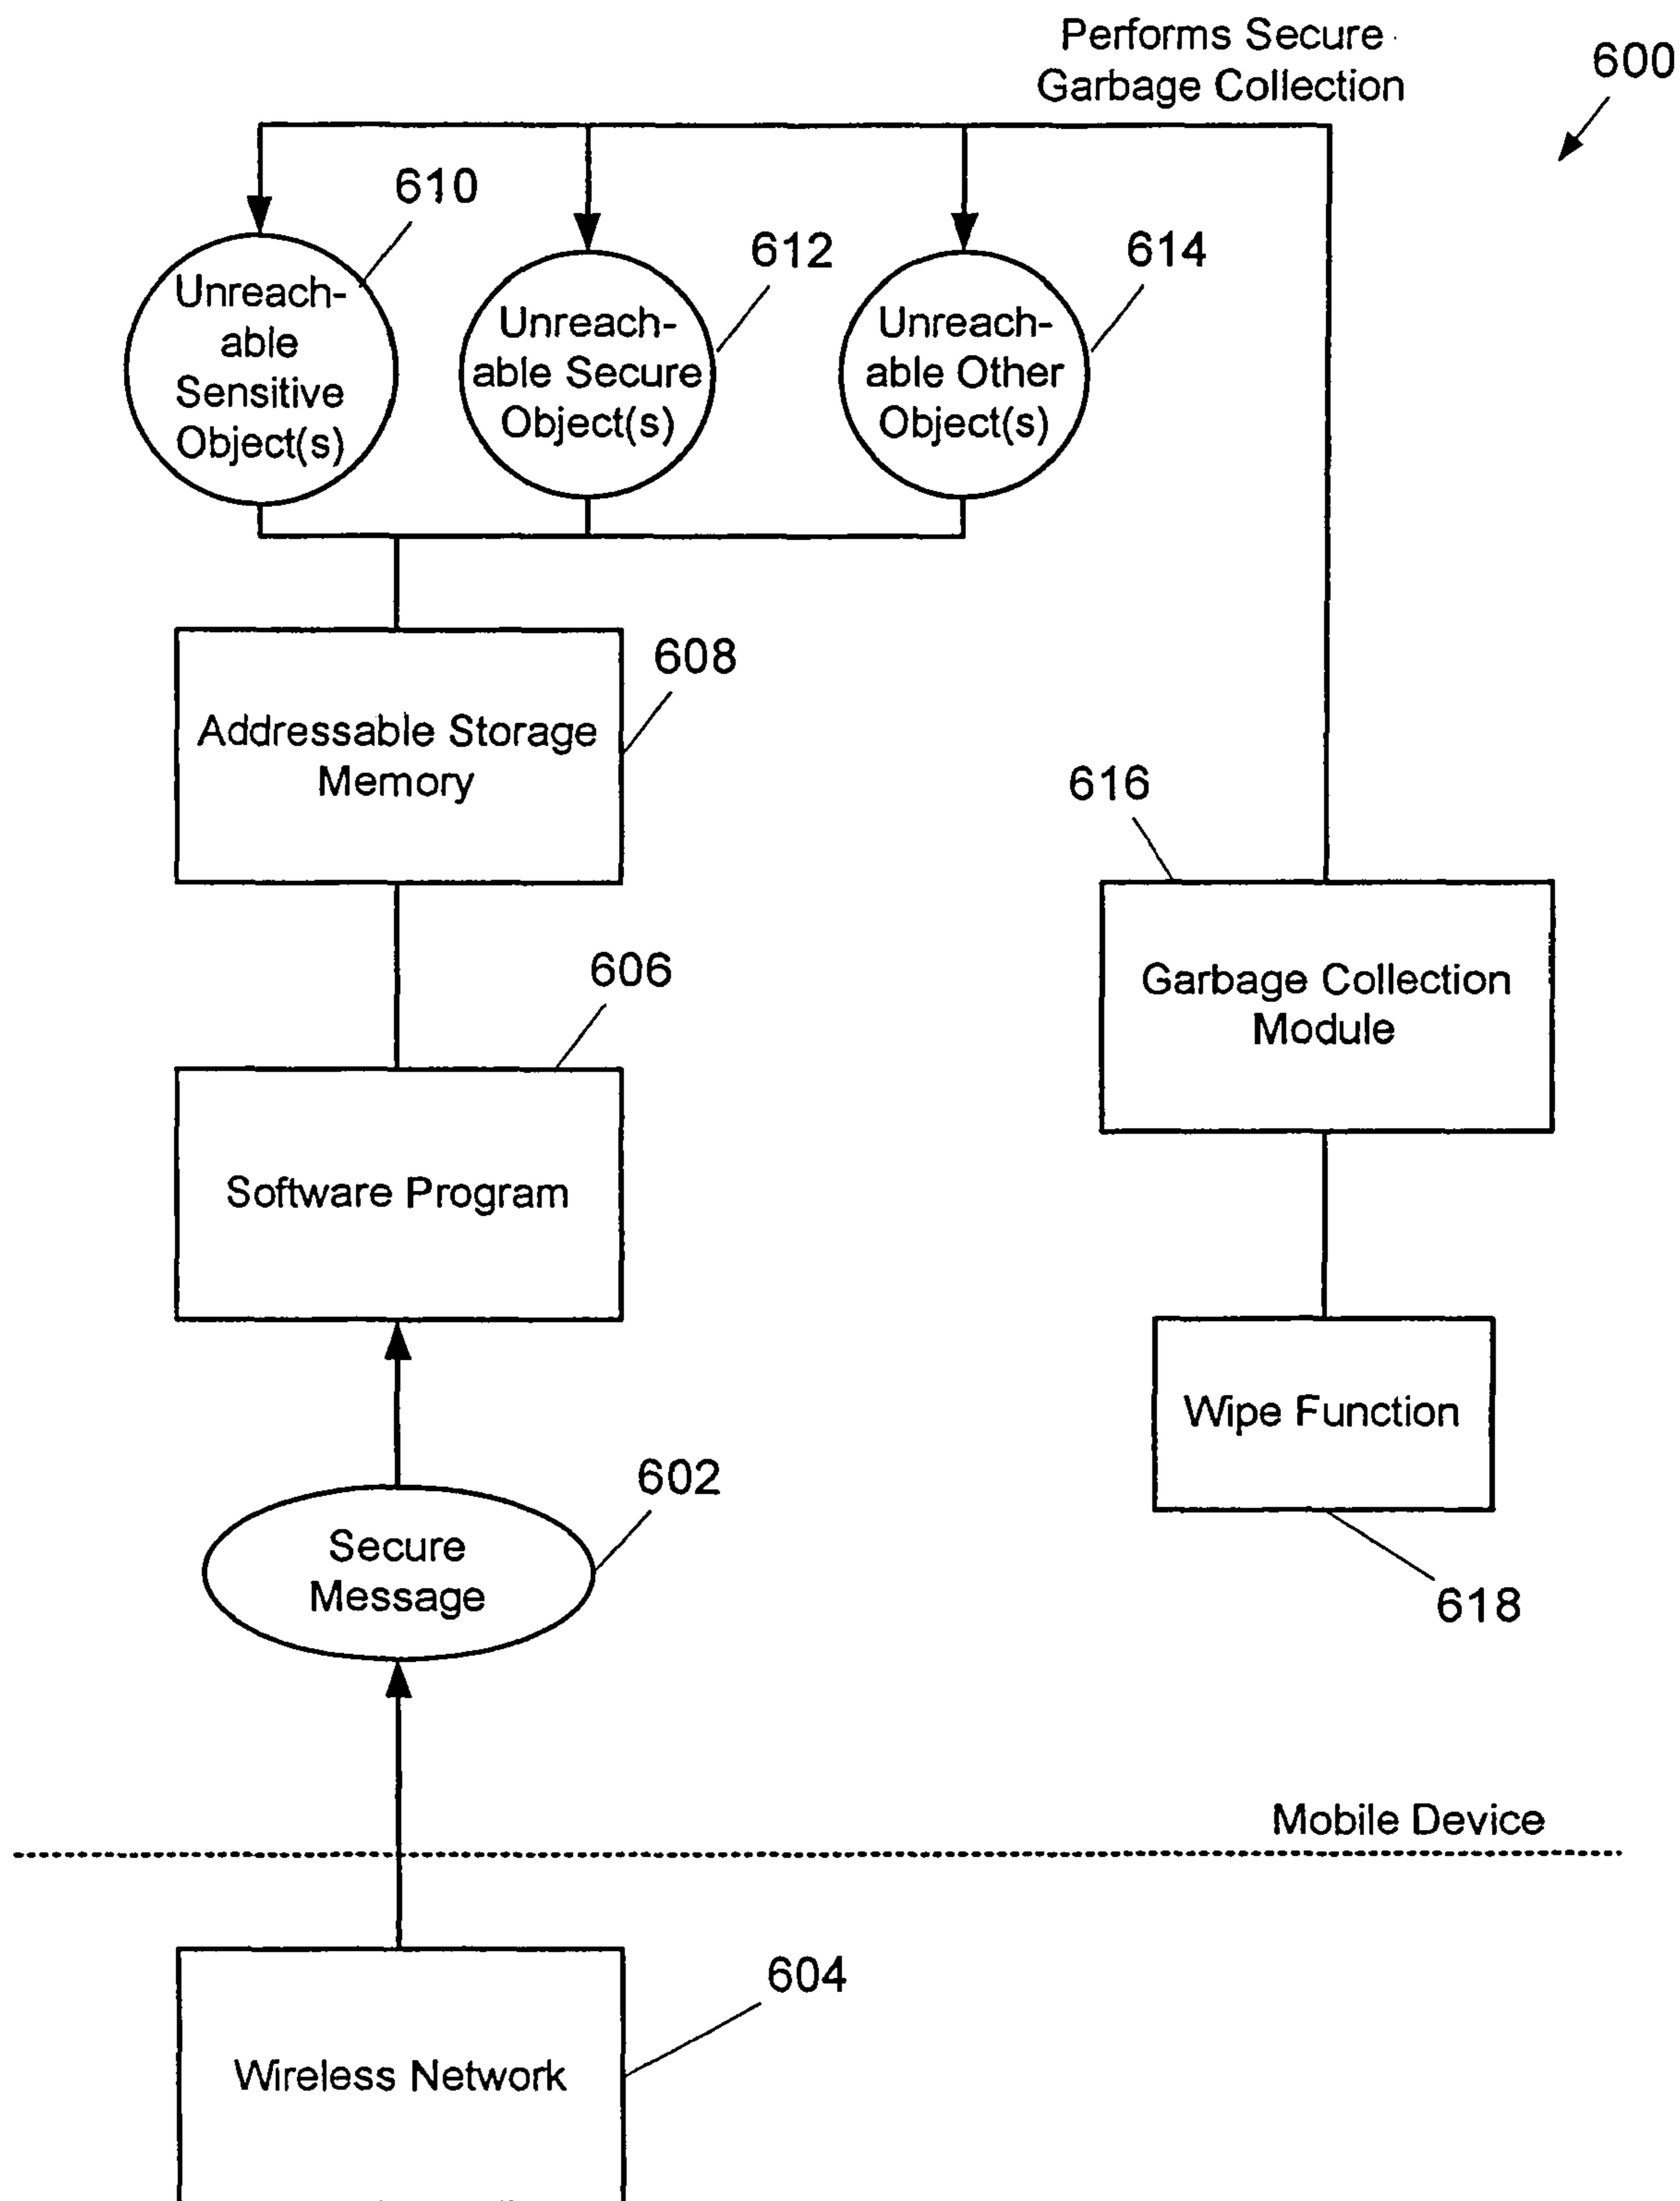 Performs Secure
Garbage Collection
600
610
612
614
Unreach-
able
Sensitive
Object(s)
Unreach-
able Secure
Object(s)
Unreach-
able Other
Object(s)
608
Addressable Storage
Memory
616
Garbage Collection
Module
606
Software Program
Wipe Function
618
602
Secure
Message
Mobile Device
604
Wireless Network